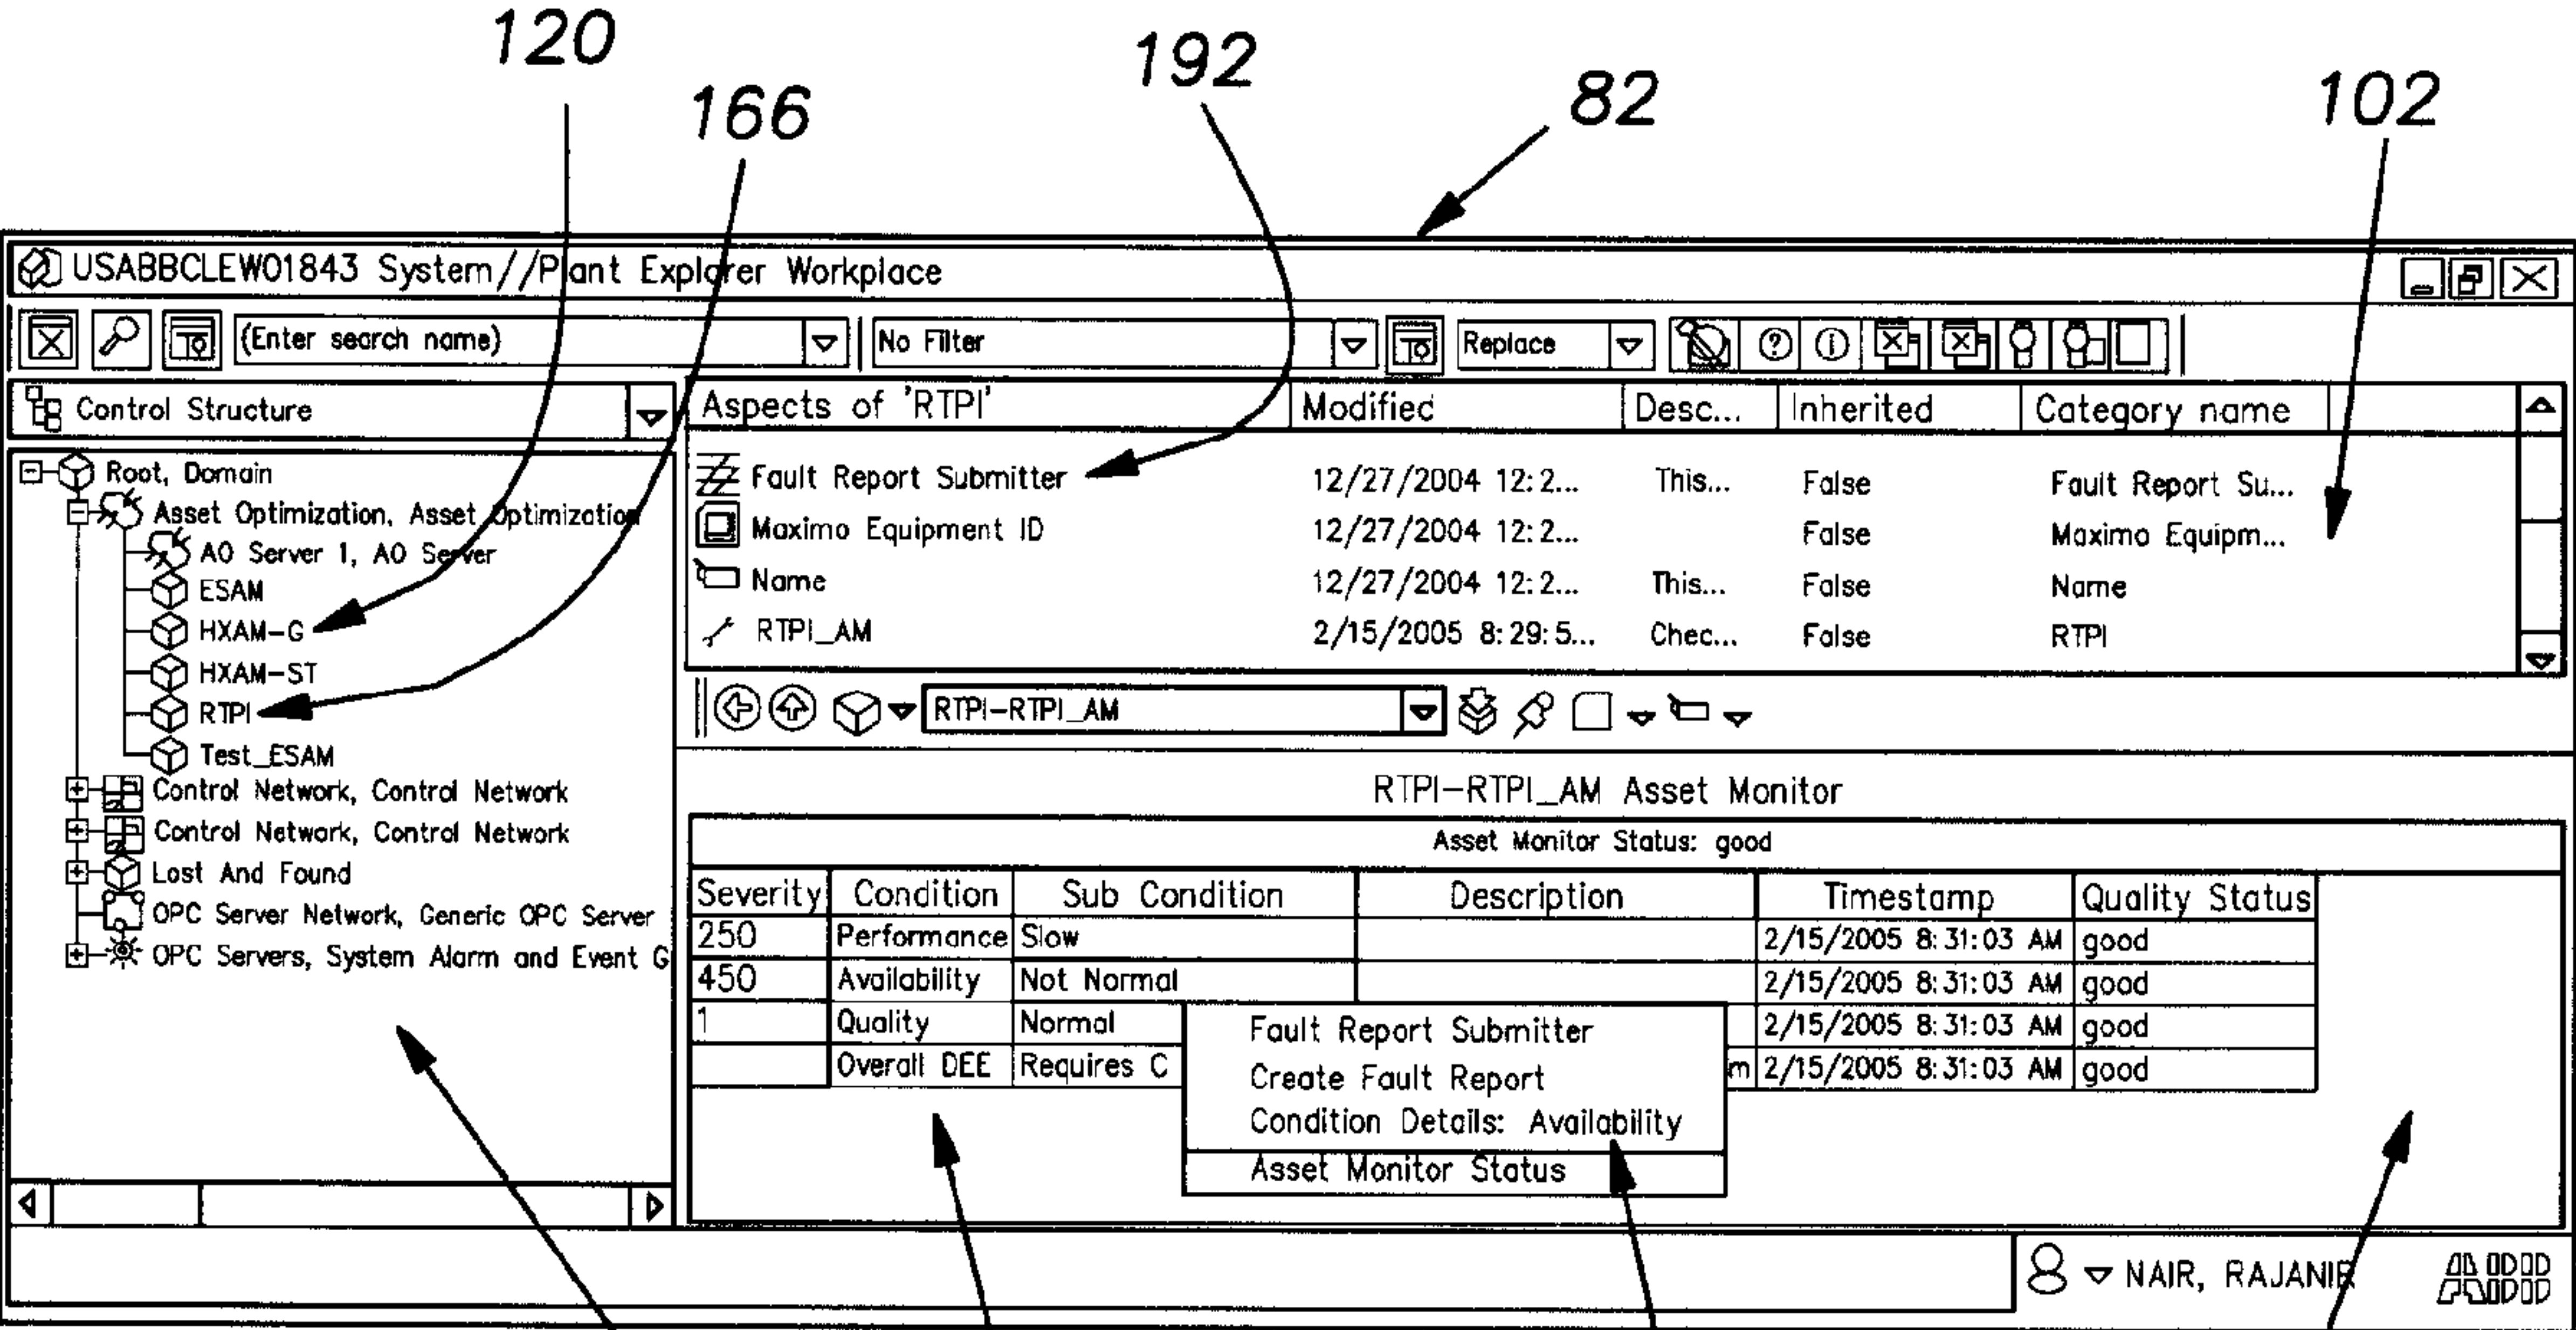 120
166
192
82
102
USABBCLEW01843 System//Plant Explorer Workplace
(Enter search name)
No Filter
Replace
Control Structure
Aspects of 'RTPI' Modified Desc... Inherited Category name
Root, Domain
Asset Optimization, Asset Optimization
AO Server 1, AO Server
ESAM
HXAM-G
HXAM-ST
RTPI
Test_ESAM
Control Network, Control Network
Control Network, Control Network
Lost And Found
OPC Server Network, Generic OPC Server
OPC Servers, System Alarm and Event G
Fault Report Submitter 12/27/2004 12:2... This... False Fault Report Su...
Maximo Equipment ID 12/27/2004 12:2... False Maximo Equipm...
Name 12/27/2004 12:2... This... False Name
RTPI_AM 2/15/2005 8:29:5... Chec... False RTPI
RTPI-RTPI_AM
RTPI-RTPI_AM Asset Monitor
Asset Monitor Status: good
Severity Condition Sub Condition Description Timestamp Quality Status
250 Performance Slow 2/15/2005 8:31:03 AM good
450 Availability Not Normal 2/15/2005 8:31:03 AM good
1 Quality Normal 2/15/2005 8:31:03 AM good
Overall DEE Requires C m 2/15/2005 8:31:03 AM good
Fault Report Submitter
Create Fault Report
Condition Details: Availability
Asset Monitor Status
NAIR, RAJANIR
ABB